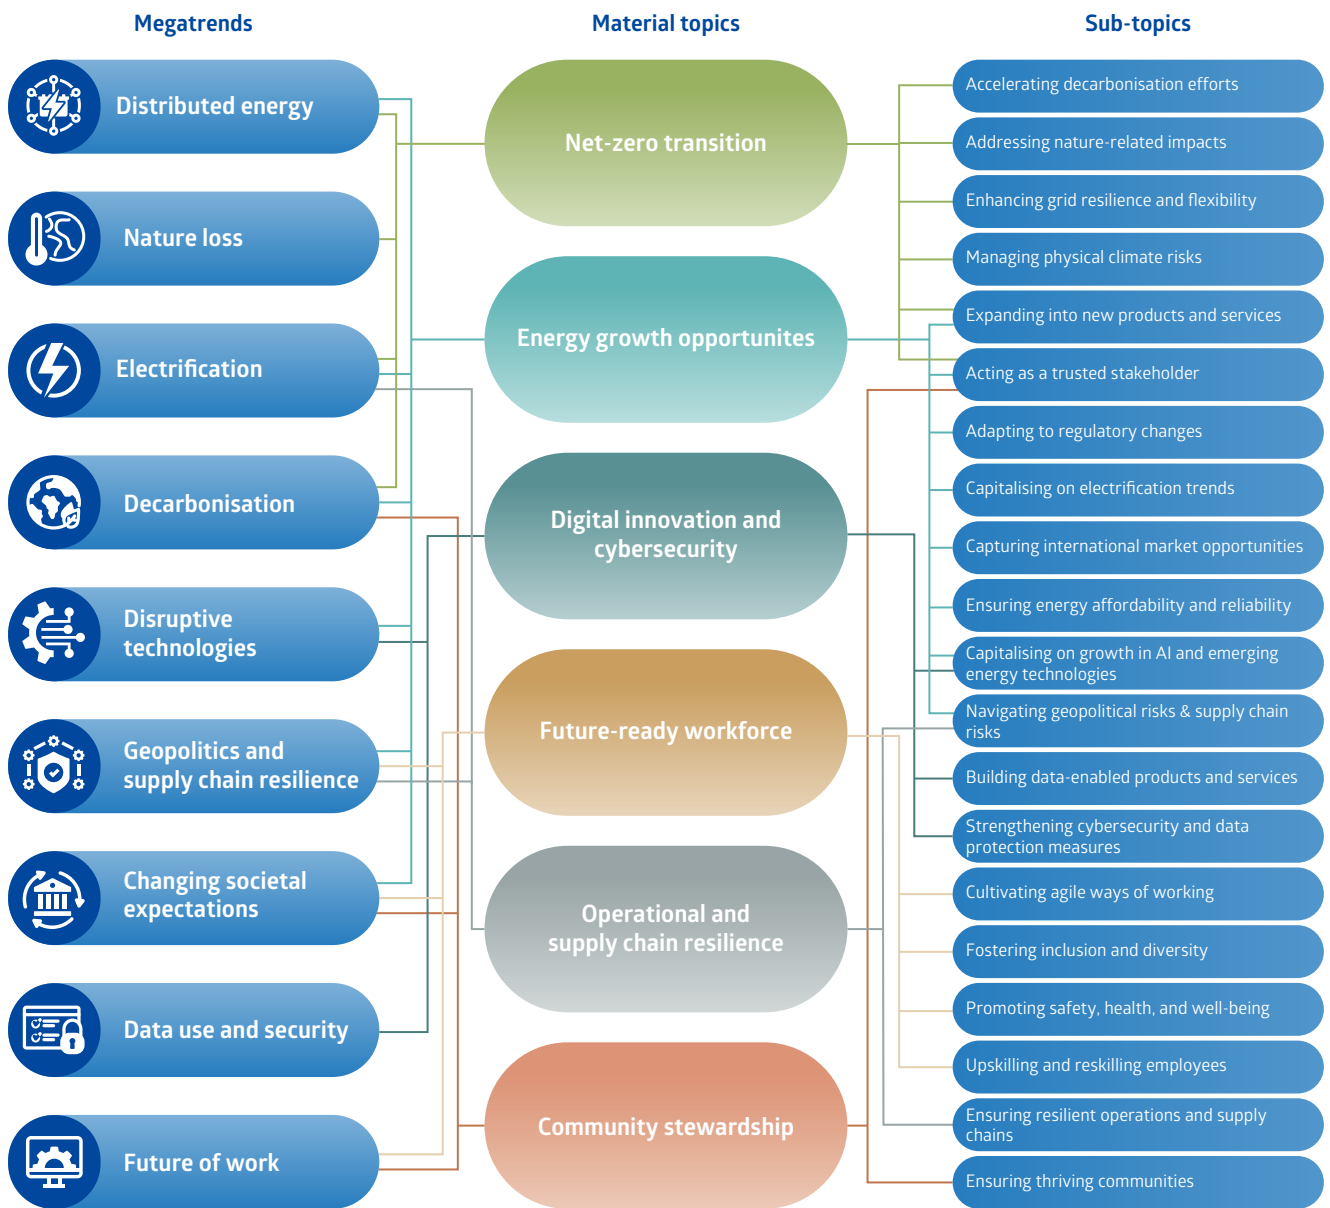 Megatrends
Distributed energy
Nature loss
Electrification
Decarbonisation
Disruptive
technologies
Geopolitics and
supply chain resilience
Changing societal
expectations
Data use and security
Future of work
Material topics
Net-zero transition
Energy growth opportunites
Digital innovation and
cybersecurity
Future-ready workforce
Operational and
supply chain resilience
Community stewardship
Sub-topics
Accelerating decarbonisation efforts
Addressing nature-related impacts
Enhancing grid resilience and flexibility
Managing physical climate risks
Expanding into new products and services
Acting as a trusted stakeholder
Adapting to regulatory changes
Capitalising on electrification trends
Capturing international market opportunities
Ensuring energy affordability and reliability
Capitalising on growth in AI and emerging
energy technologies
Navigating geopolitical risks & supply chain
risks
Building data-enabled products and services
Strengthening cybersecurity and data
protection measures
Cultivating agile ways of working
Fostering inclusion and diversity
Promoting safety, health, and well-being
Upskilling and reskilling employees
Ensuring resilient operations and supply
chains
Ensuring thriving communities